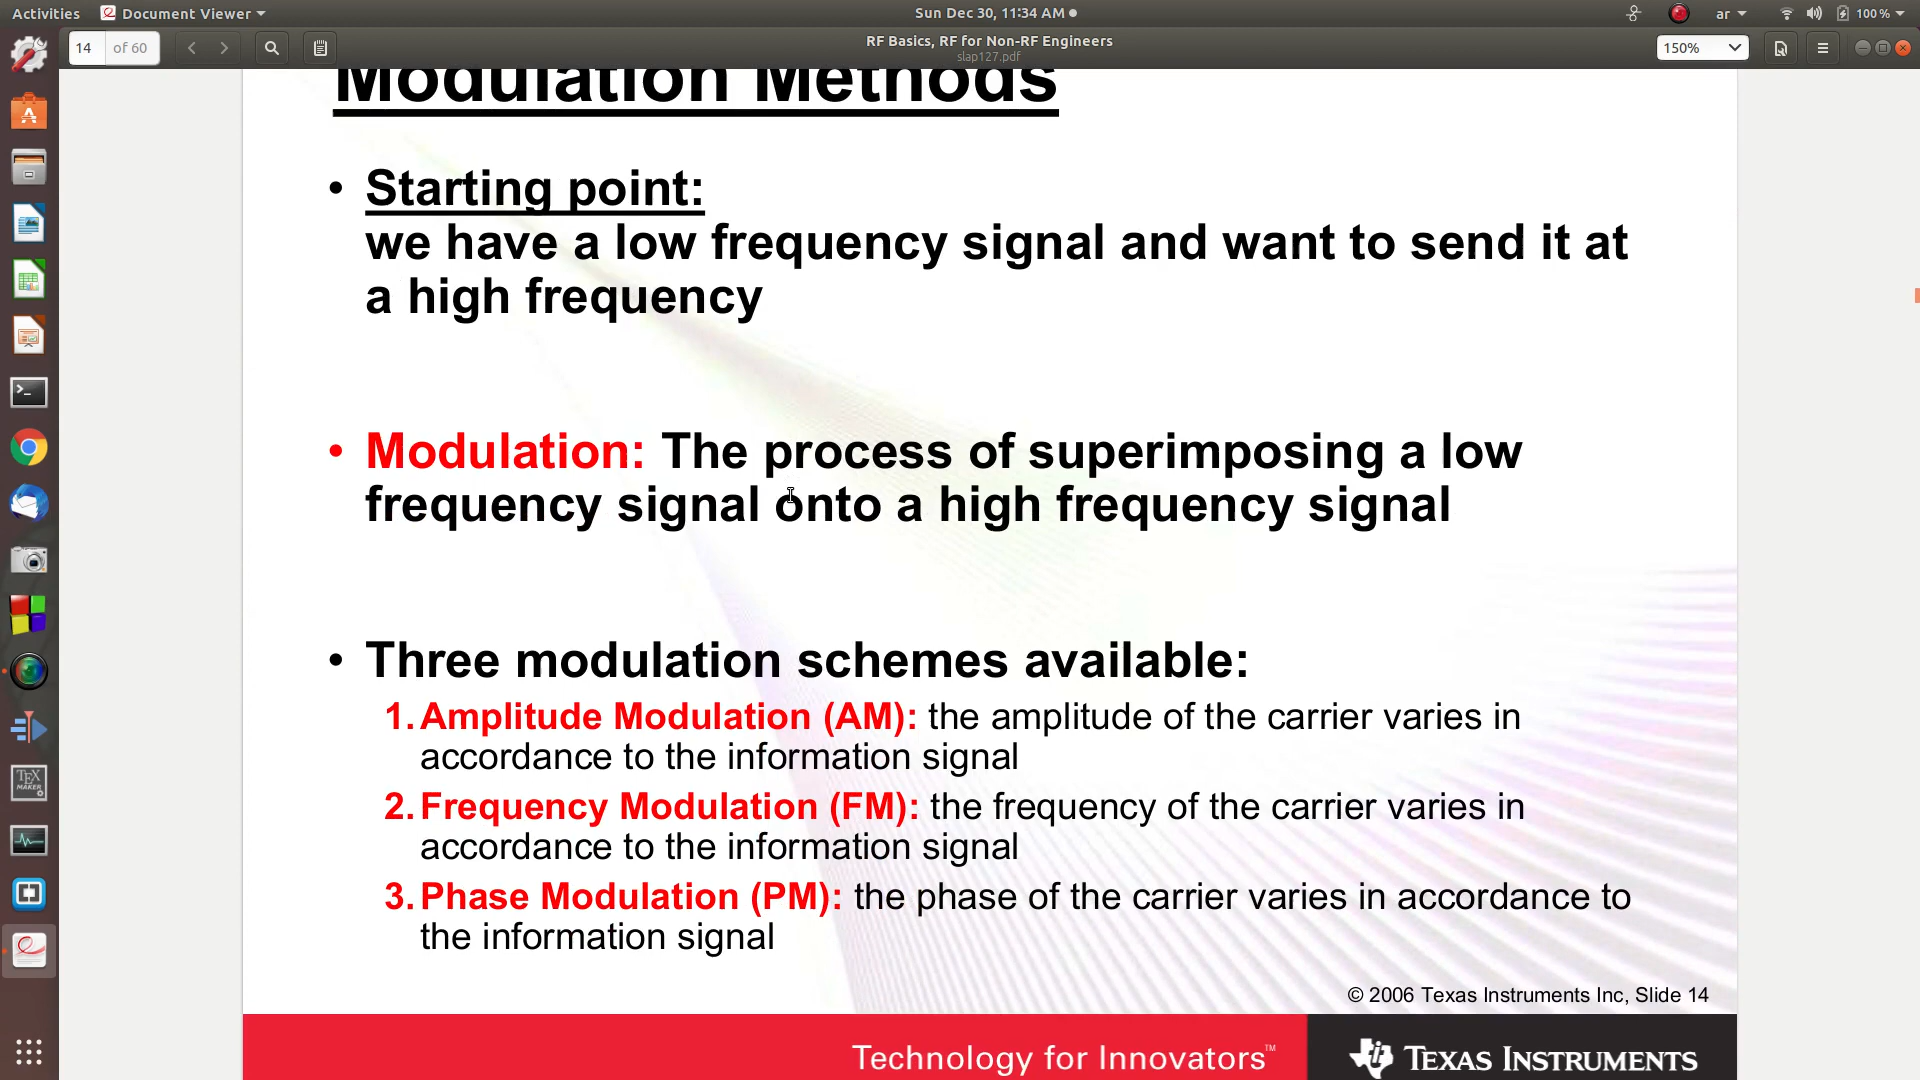 Activities Document Viewer Sun Dec 30, 11:34 AM ar 100 %
14 of 60 RF Basics, RF for Non-RF Engineers 150%
slap127.pdf
Modulation Methods
• Starting point:
we have a low frequency signal and want to send it at
a high frequency
• Modulation: The process of superimposing a low
frequency signal onto a high frequency signal
• Three modulation schemes available:
1. Amplitude Modulation (AM): the amplitude of the carrier varies in
accordance to the information signal
2. Frequency Modulation (FM): the frequency of the carrier varies in
accordance to the information signal
3. Phase Modulation (PM): the phase of the carrier varies in accordance to
the information signal
© 2006 Texas Instruments Inc, Slide 14
Technology for Innovators™ TEXAS INSTRUMENTS
TEX
MAKER